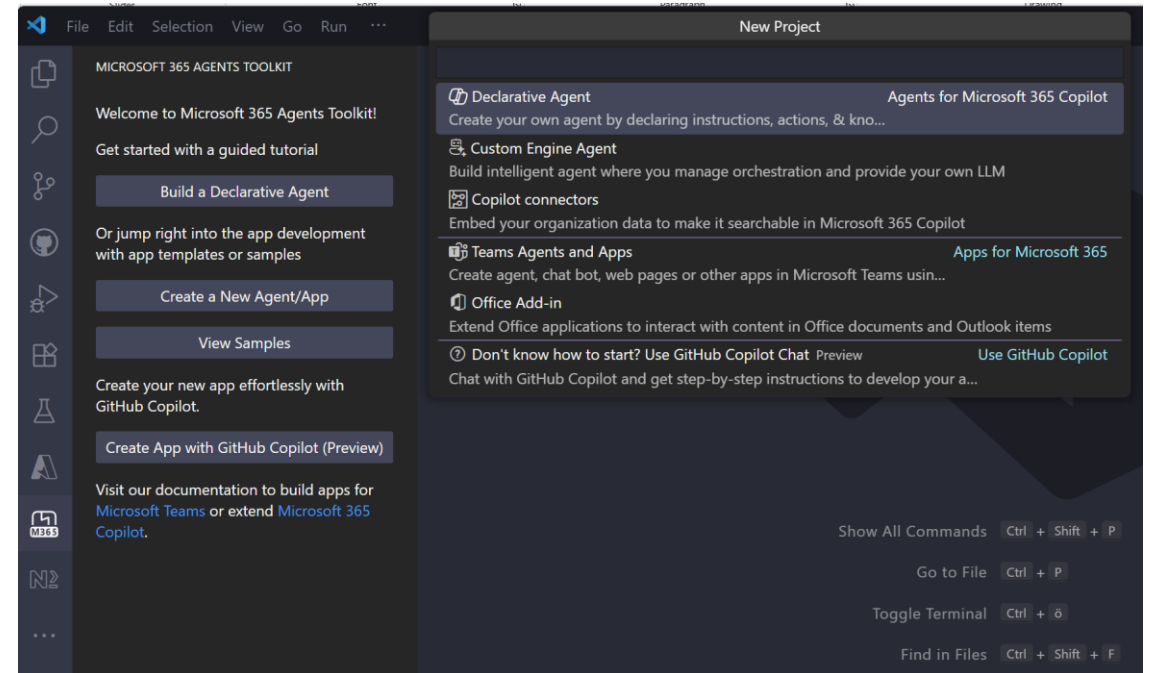 Slides
Font
Paragraph
Drawing
File Edit Selection View Go Run ···
New Project
MICROSOFT 365 AGENTS TOOLKIT
Welcome to Microsoft 365 Agents Toolkit!
Get started with a guided tutorial
Build a Declarative Agent
Or jump right into the app development
with app templates or samples
Create a New Agent/App
View Samples
Create your new app effortlessly with
GitHub Copilot.
Create App with GitHub Copilot (Preview)
Visit our documentation to build apps for
Microsoft Teams or extend Microsoft 365
Copilot.
M365
Declarative Agent Agents for Microsoft 365 Copilot
Create your own agent by declaring instructions, actions, & kno...
Custom Engine Agent
Build intelligent agent where you manage orchestration and provide your own LLM
Copilot connectors
Embed your organization data to make it searchable in Microsoft 365 Copilot
Teams Agents and Apps Apps for Microsoft 365
Create agent, chat bot, web pages or other apps in Microsoft Teams usin...
Office Add-in
Extend Office applications to interact with content in Office documents and Outlook items
Don't know how to start? Use GitHub Copilot Chat Preview Use GitHub Copilot
Chat with GitHub Copilot and get step-by-step instructions to develop your a...
Show All Commands Ctrl + Shift + P
Go to File Ctrl + P
Toggle Terminal Ctrl + ö
Find in Files Ctrl + Shift + F